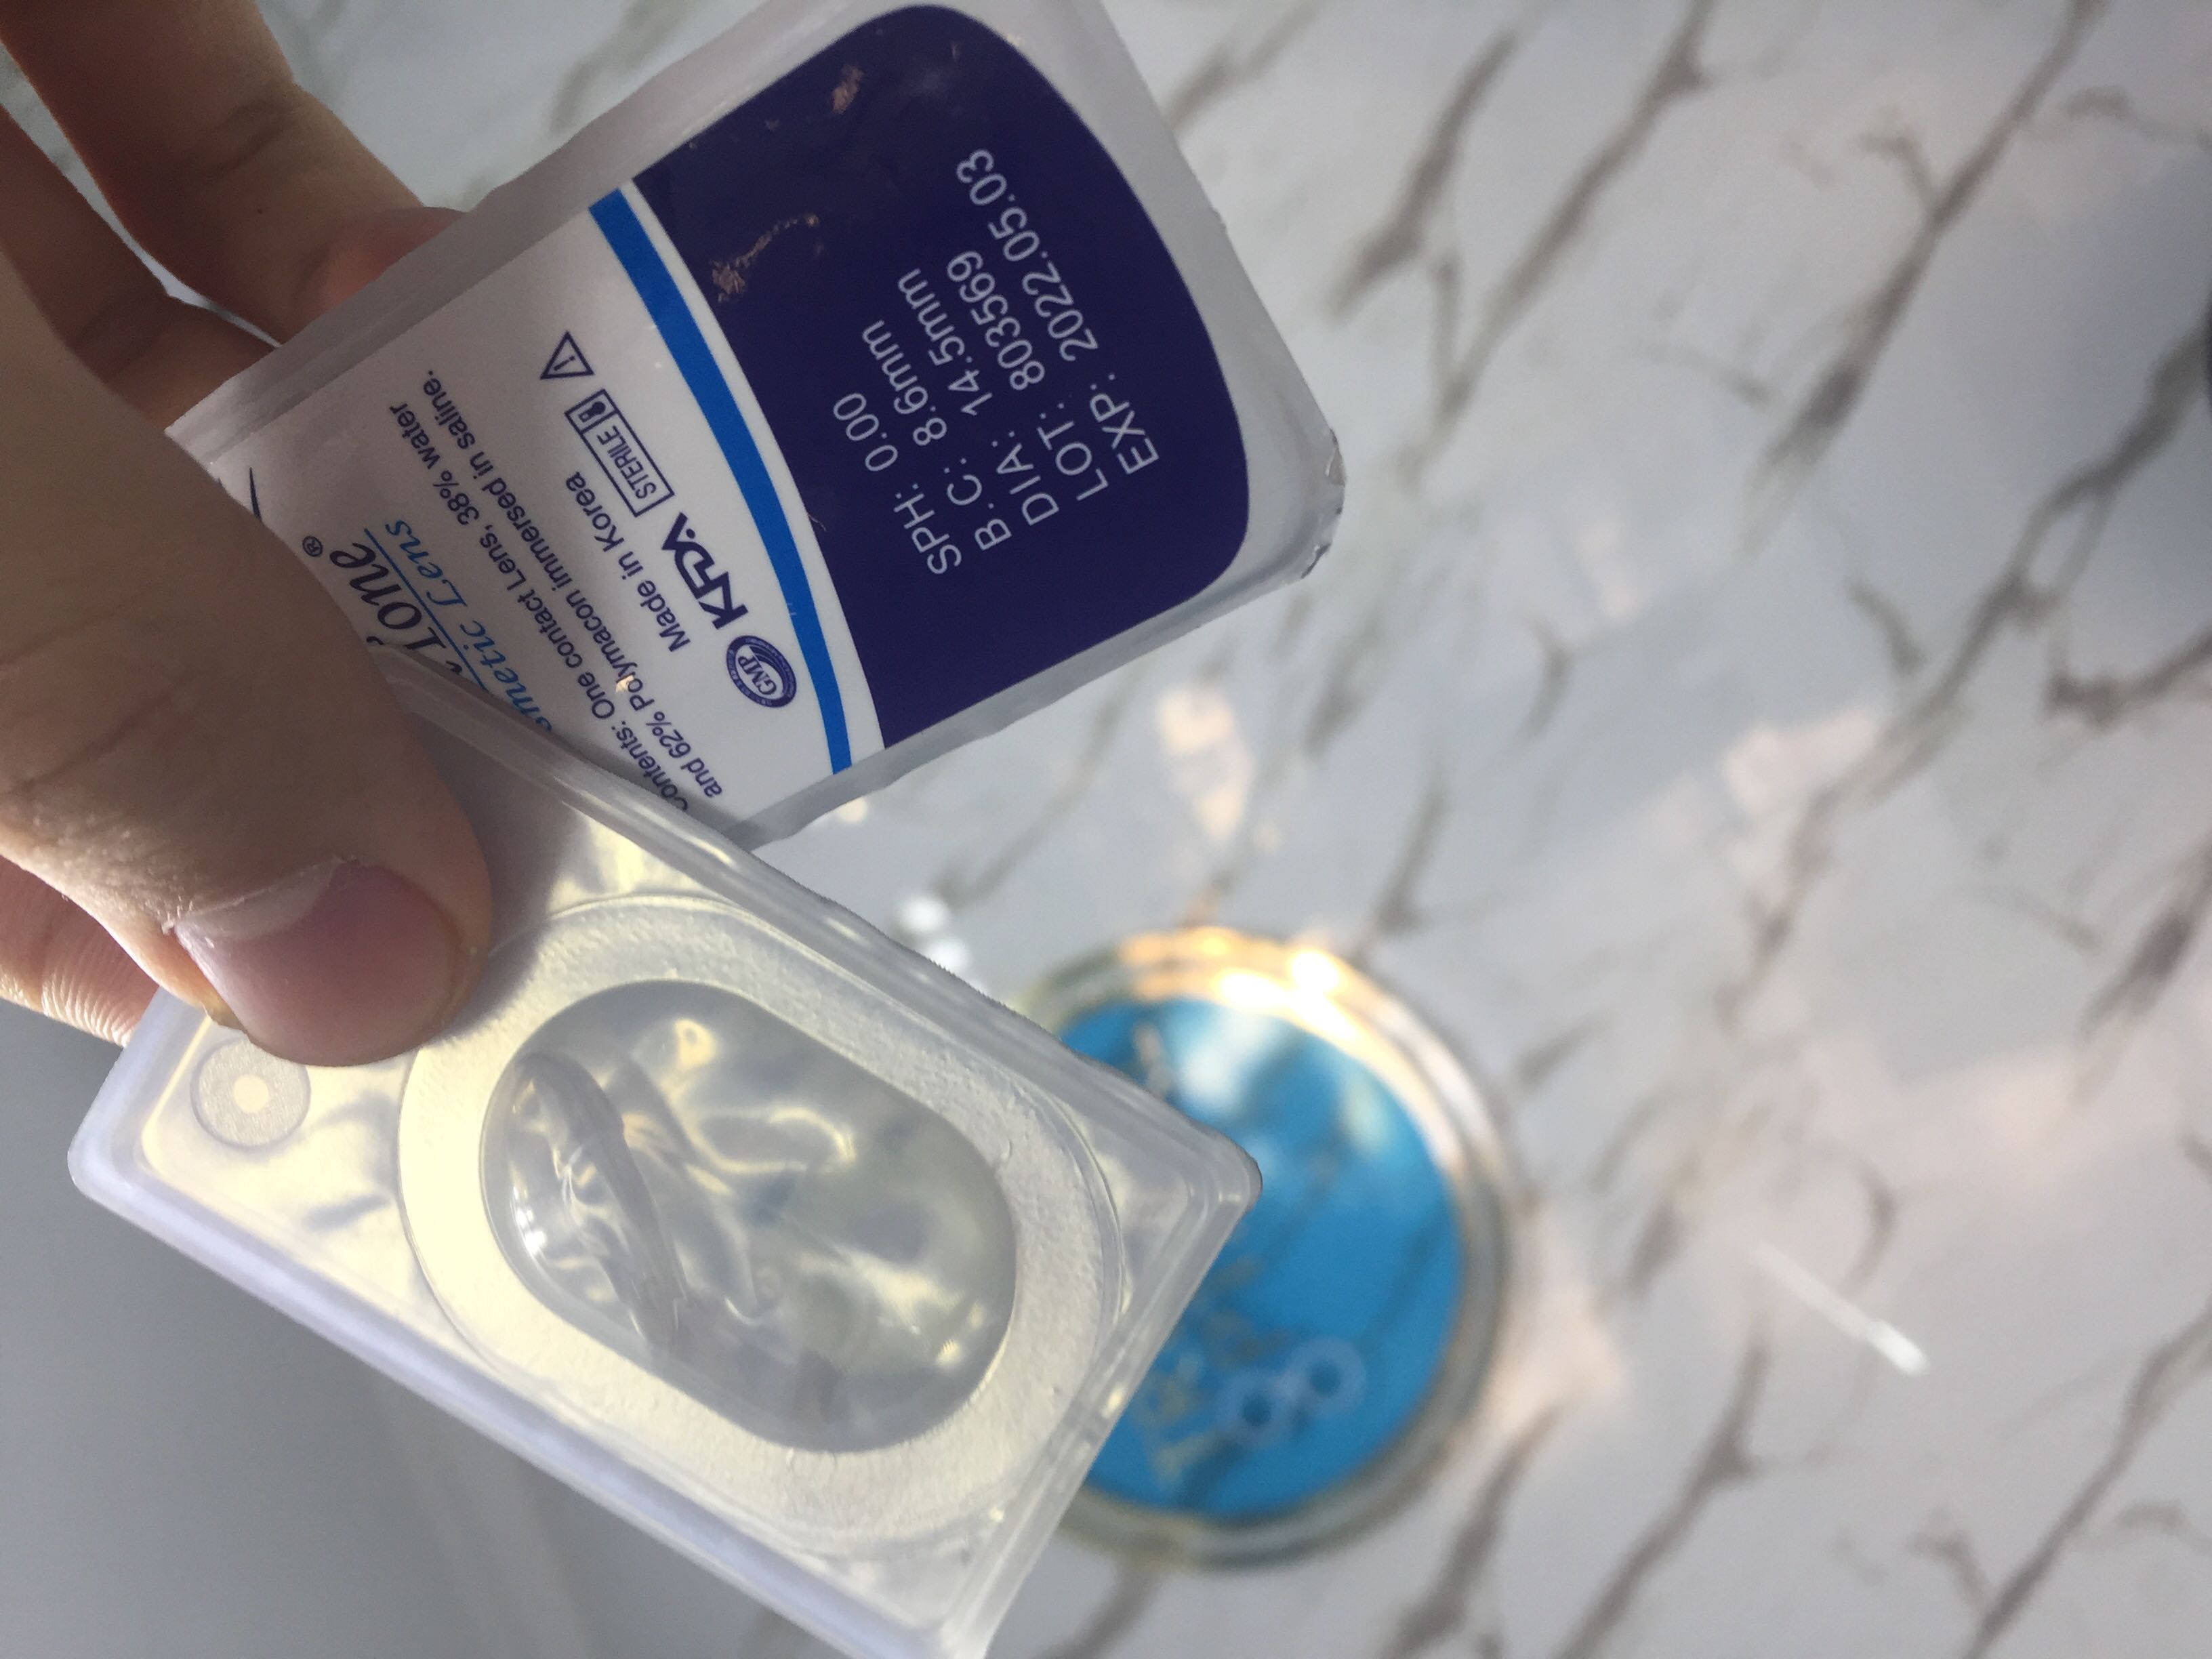 ®
Tone
Lens
Contents: One contact Lens, 38% water
and 62% Polymacon immersed in saline.
Made in Korea
GMP KFDA STERILE
SPH: 0.00
B.C: 8.6mm
DIA: 14.5mm
LOT: 803569
EXP: 2022.05.03